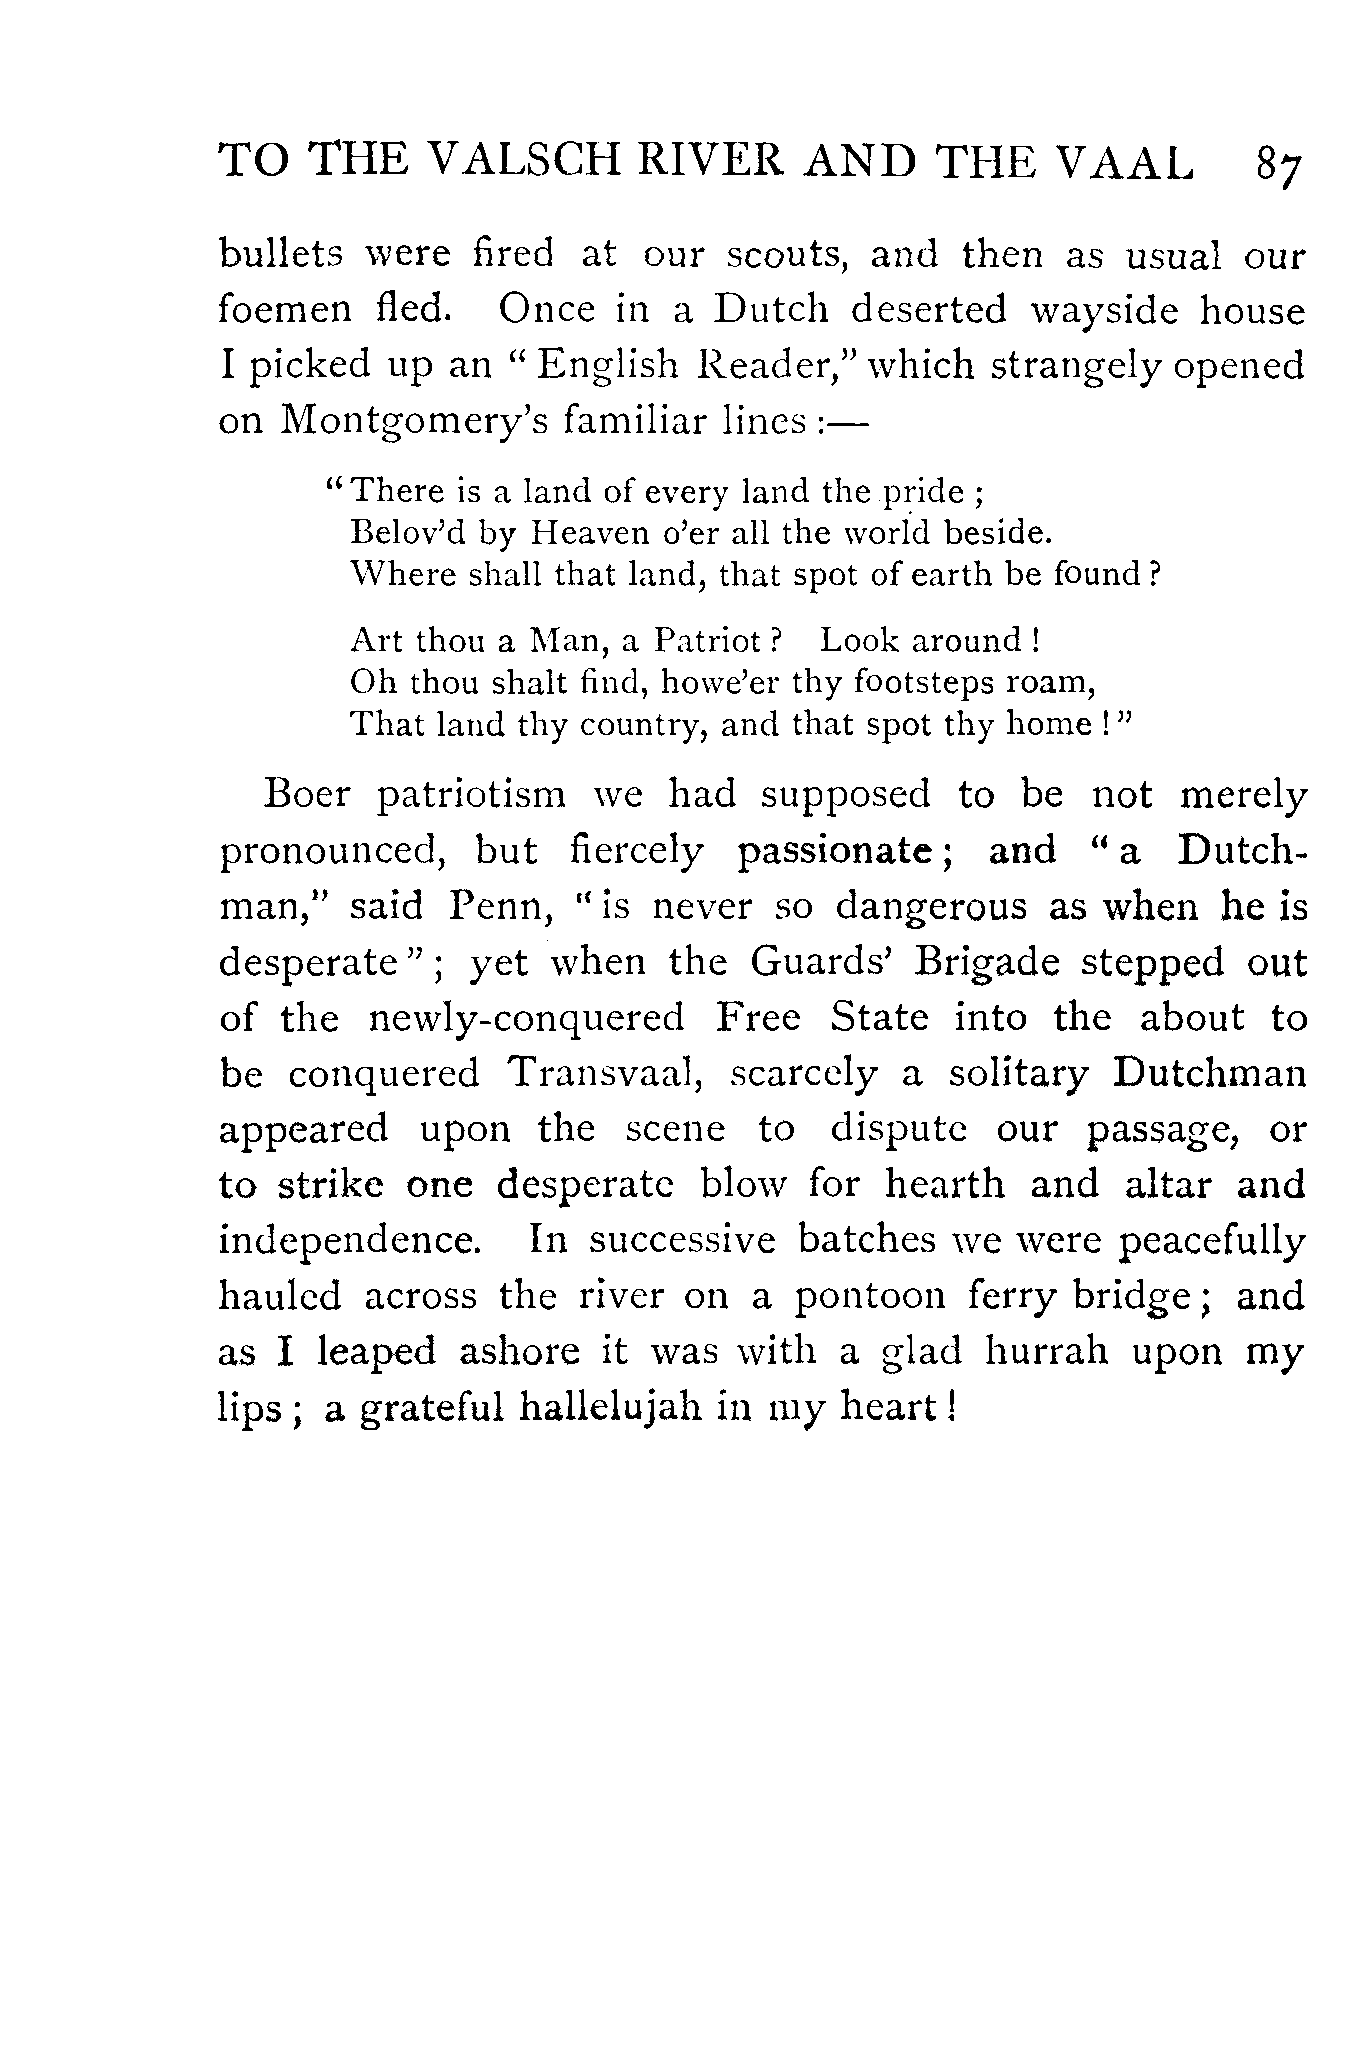 TO THE VALSCH RIVER AND THE VAAL 87
bullets were fired at our scouts, and then as usual our
foemen fled. Once in a Dutch deserted wayside house
I picked up an “English Reader,” which strangely opened
on Montgomery’s familiar lines :—
“There is a land of every land the pride ;
Belov’d by Heaven o’er all the world beside.
Where shall that land, that spot of earth be found ?
Art thou a Man, a Patriot ? Look around !
Oh thou shalt find, howe’er thy footsteps roam,
That land thy country, and that spot thy home !”
Boer patriotism we had supposed to be not merely
pronounced, but fiercely passionate ; and “a Dutch-
man,” said Penn, “is never so dangerous as when he is
desperate” ; yet when the Guards’ Brigade stepped out
of the newly-conquered Free State into the about to
be conquered Transvaal, scarcely a solitary Dutchman
appeared upon the scene to dispute our passage, or
to strike one desperate blow for hearth and altar and
independence. In successive batches we were peacefully
hauled across the river on a pontoon ferry bridge ; and
as I leaped ashore it was with a glad hurrah upon my
lips ; a grateful hallelujah in my heart !